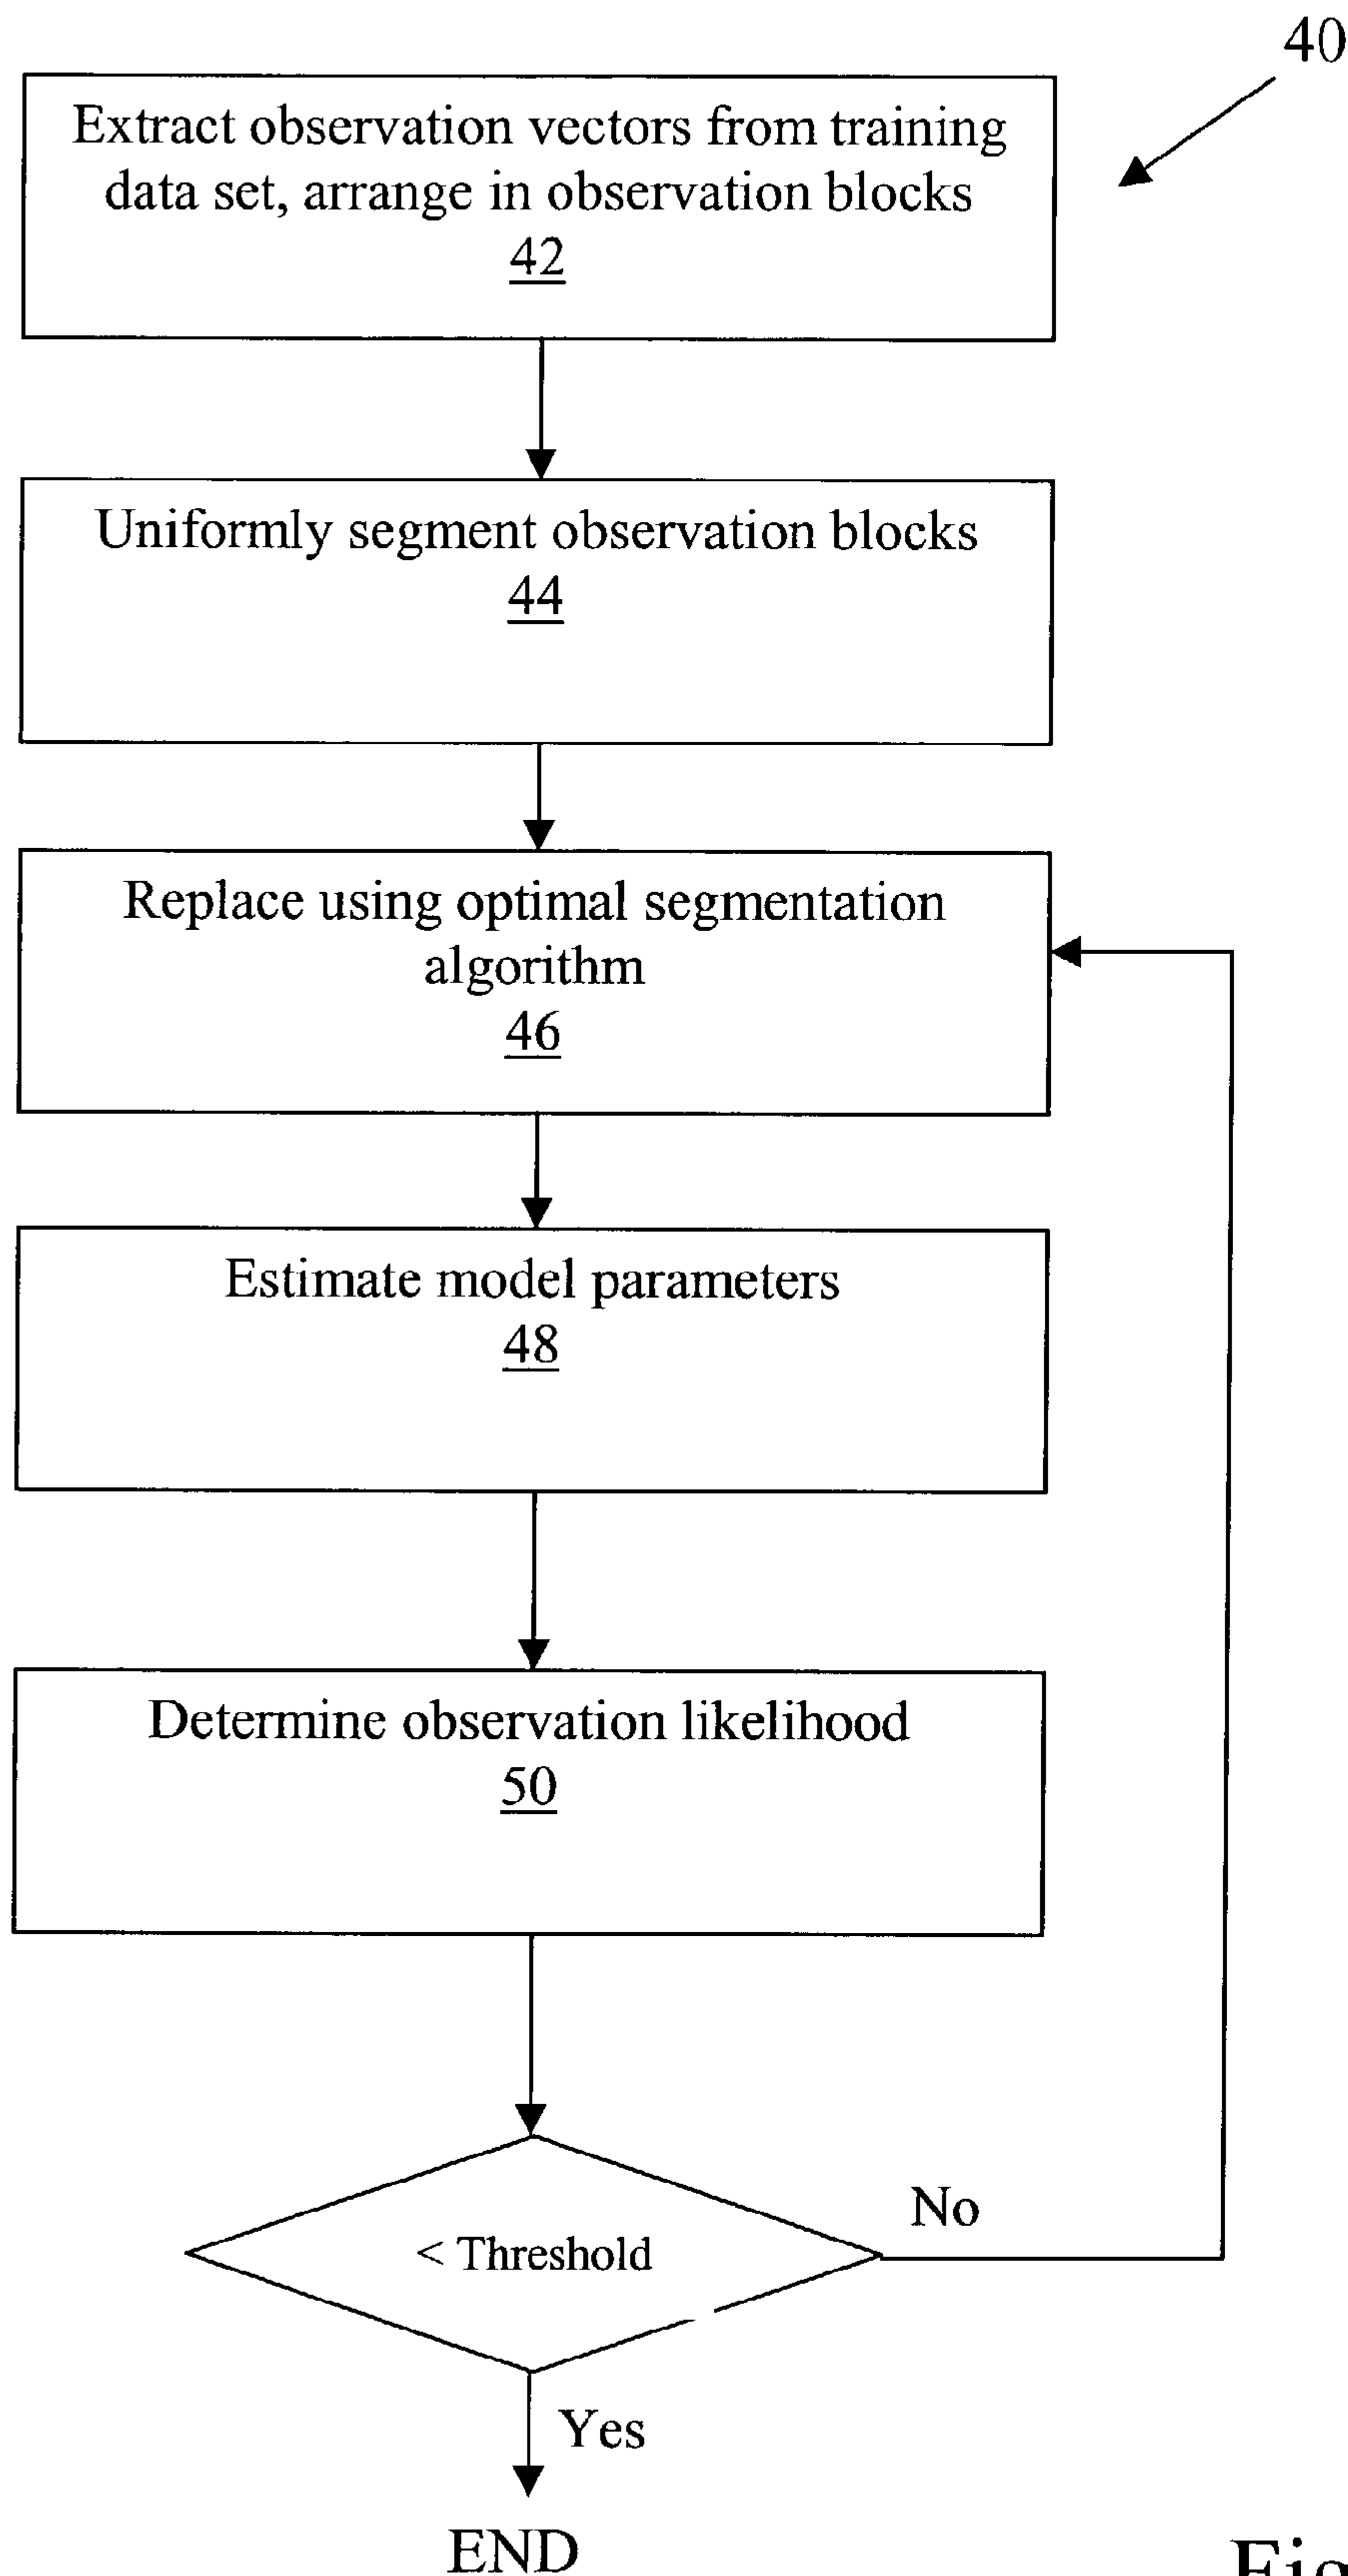 40
Extract observation vectors from training
data set, arrange in observation blocks
42
Uniformly segment observation blocks
44
Replace using optimal segmentation
algorithm
46
Estimate model parameters
48
Determine observation likelihood
50
< Threshold
No
Yes
END